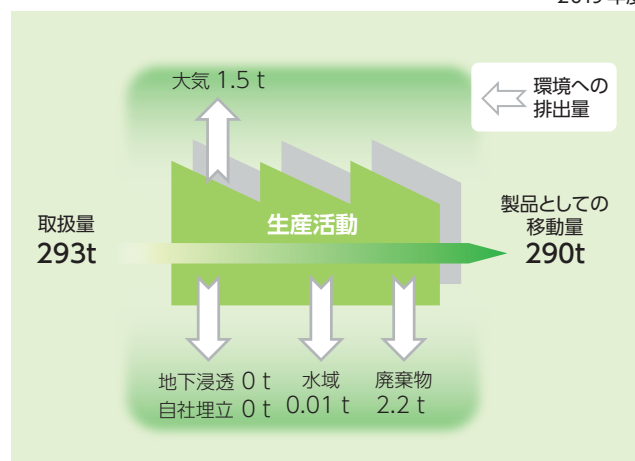 大気 1.5 t
環境への
排出量
取扱量
293t
生産活動
製品としての
移動量
290t
地下浸透 0 t
自社埋立 0 t
水域
0.01 t
廃棄物
2.2 t